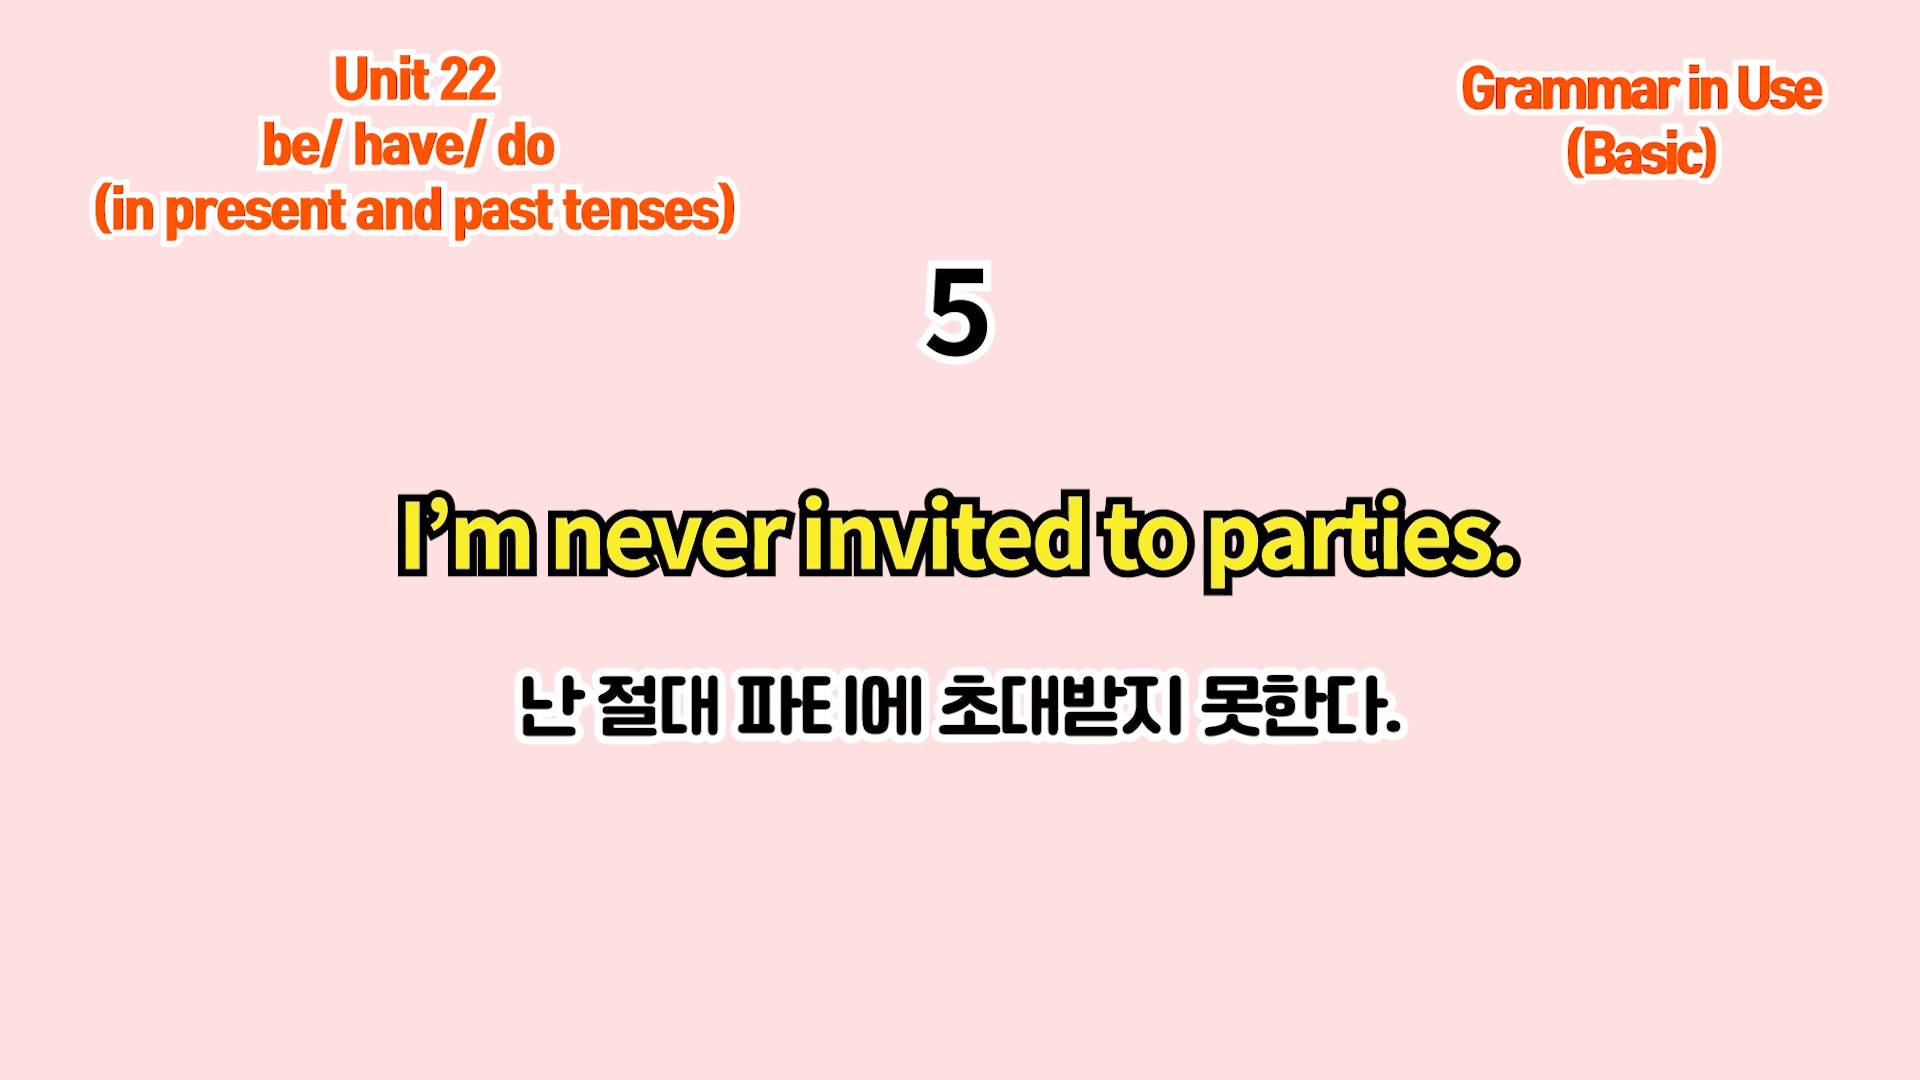 Unit 22
be/ have/ do
(in present and past tenses)
Grammar in Use
(Basic)
5
I’m never invited to parties.
난 절대 파티에 초대받지 못한다.